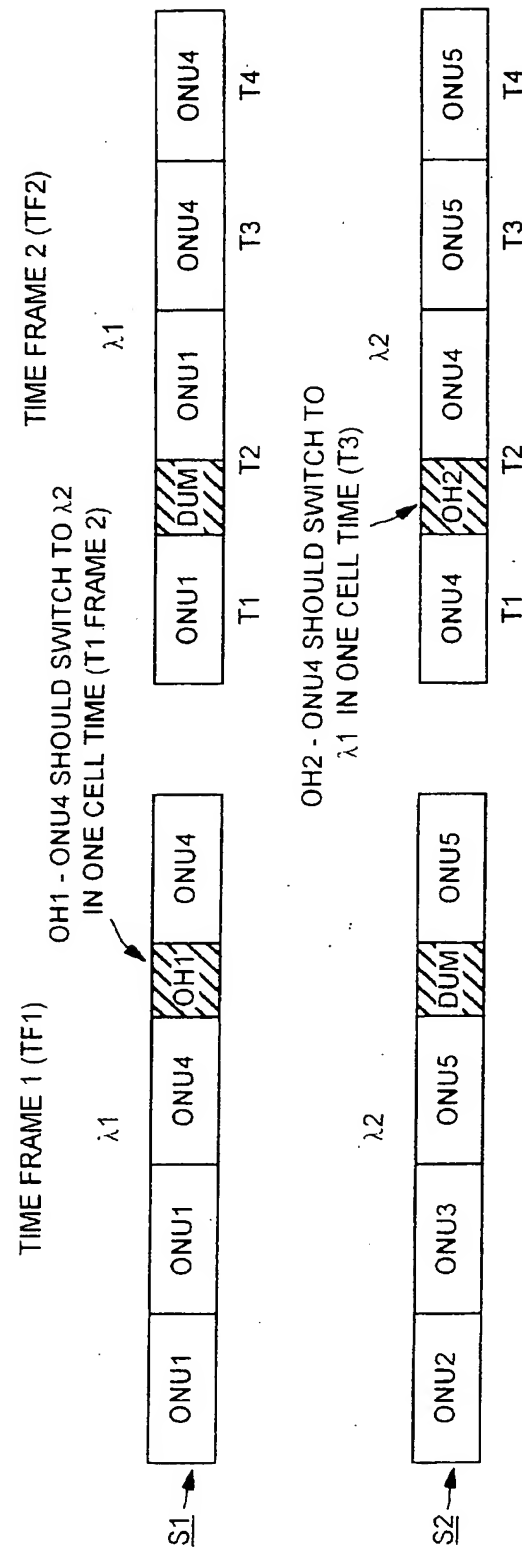 TIME FRAME 1 (TF1)
TIME FRAME 2 (TF2)
OH1 - ONU4 SHOULD SWITCH TO λ2
IN ONE CELL TIME (T1 FRAME 2)
λ1
λ1
S1
ONU1
ONU1
ONU4
OH1
ONU4
ONU1
DUM
ONU1
ONU4
ONU4
T1
T2
T3
T4
OH2 - ONU4 SHOULD SWITCH TO
λ1 IN ONE CELL TIME (T3)
λ2
λ2
S2
ONU2
ONU3
ONU5
DUM
ONU5
ONU4
OH2
ONU4
ONU5
ONU5
T1
T2
T3
T4